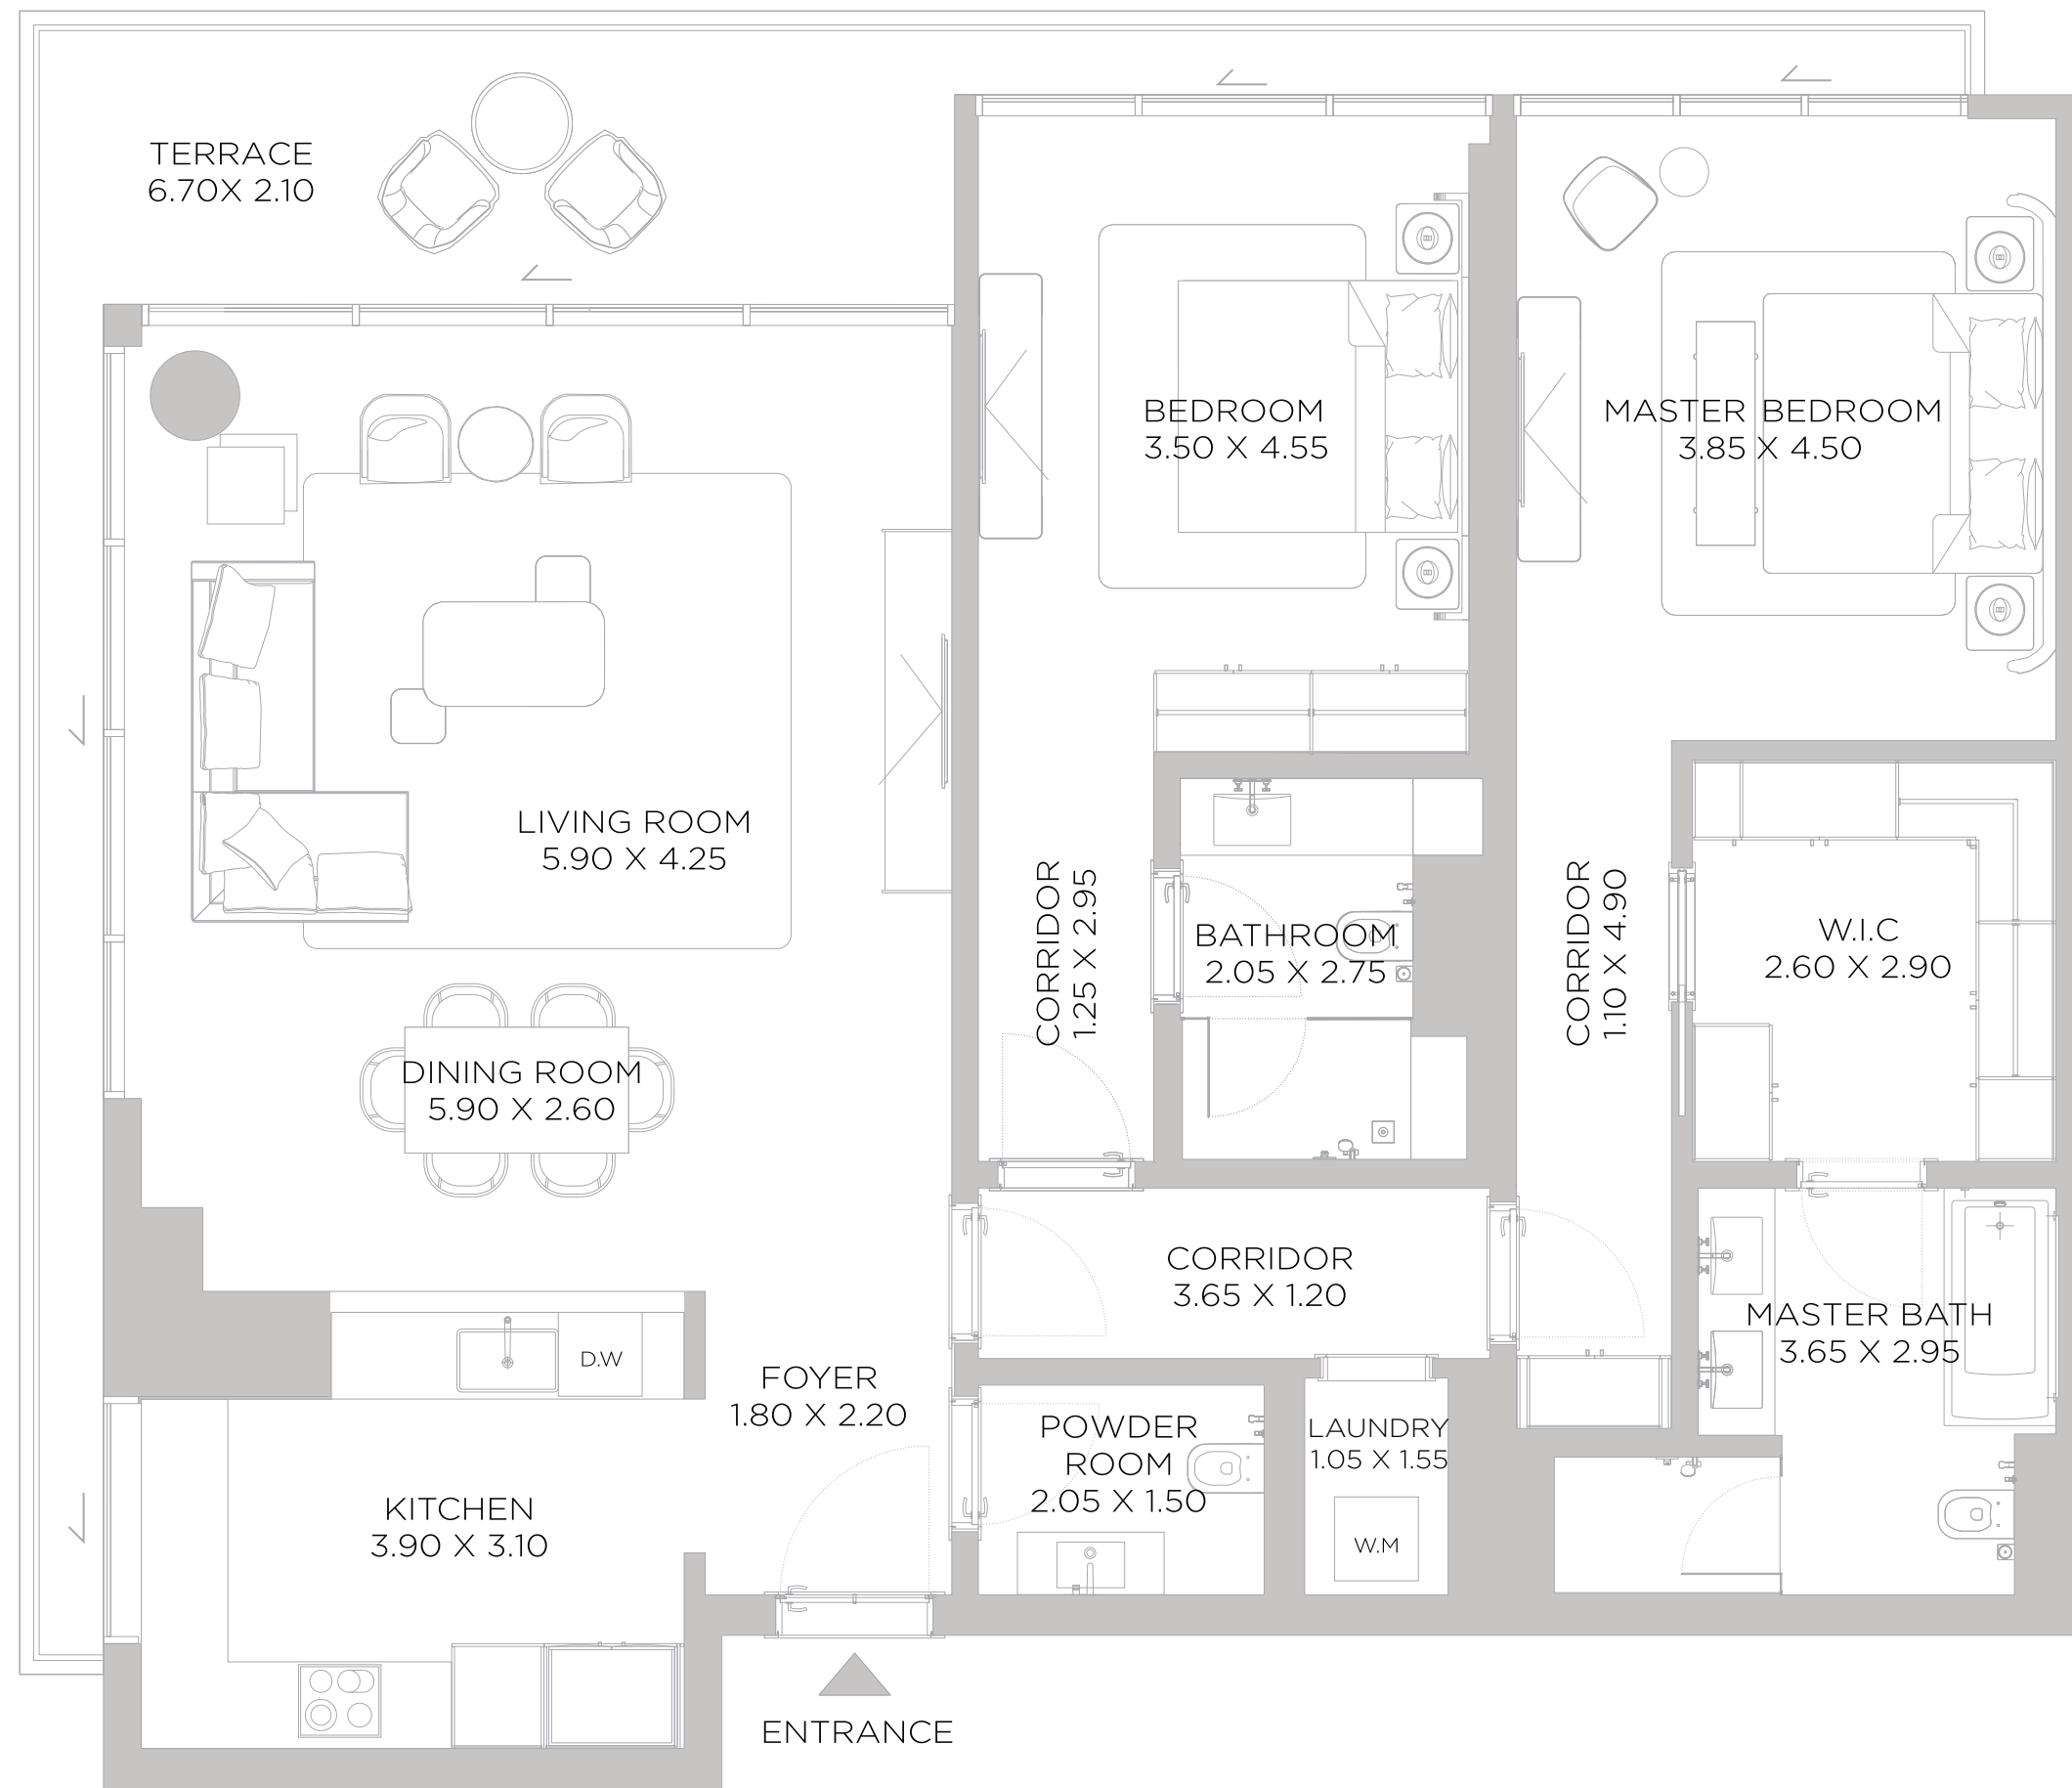 TERRACE
6.70X 2.10
BEDROOM
3.50 X 4.55
MASTER BEDROOM
3.85 X 4.50
LIVING ROOM
5.90 X 4.25
CORRIDOR
1.25 X 2.95
BATHROOM
2.05 X 2.75
CORRIDOR
1.10 X 4.90
W.I.C
2.60 X 2.90
DINING ROOM
5.90 X 2.60
CORRIDOR
3.65 X 1.20
MASTER BATH
3.65 X 2.95
D.W
FOYER
1.80 X 2.20
POWDER
ROOM
2.05 X 1.50
LAUNDRY
1.05 X 1.55
KITCHEN
3.90 X 3.10
W.M
ENTRANCE